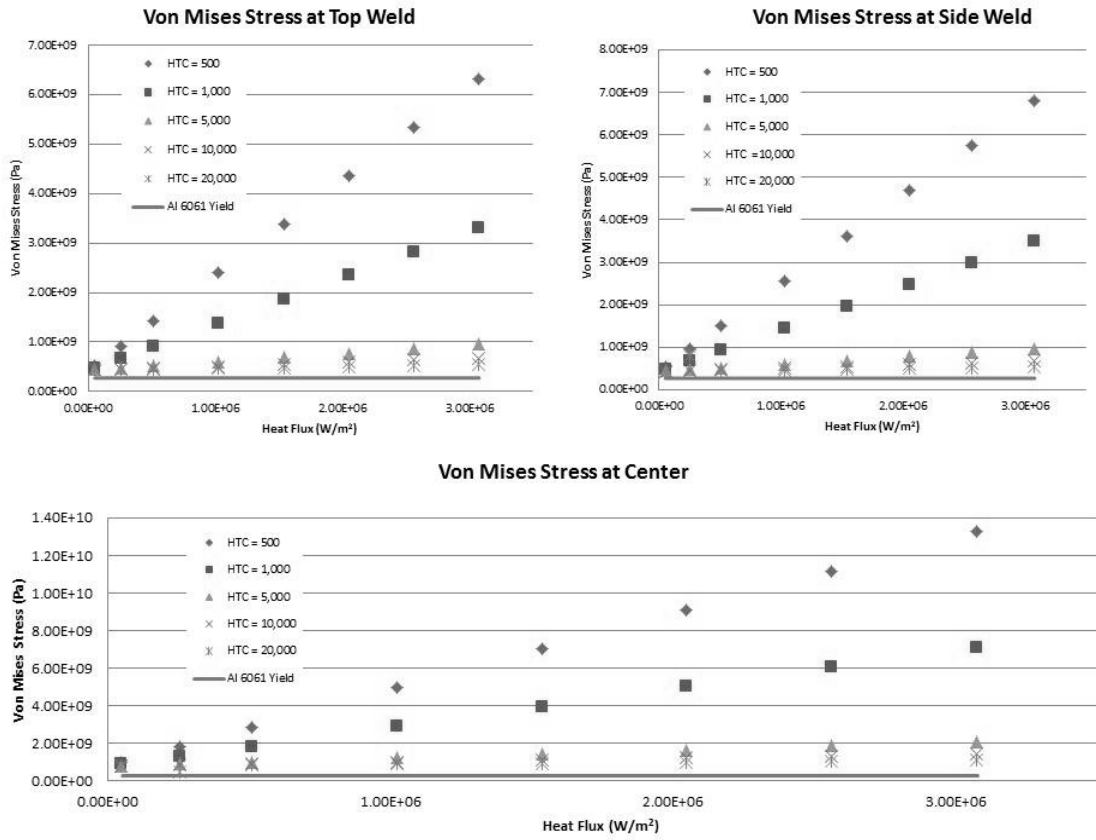 Von Mises Stress at Top Weld
7.00E+09
6.00E+09
5.00E+09
4.00E+09
3.00E+09
2.00E+09
1.00E+09
0.00E+00
Von Mises Stress (Pa)
HTC = 500
HTC = 1,000
HTC = 5,000
HTC = 10,000
HTC = 20,000
Al 6061 Yield
0.00E+00 1.00E+06 2.00E+06 3.00E+06
Heat Flux (W/m²)
Von Mises Stress at Side Weld
8.00E+09
7.00E+09
6.00E+09
5.00E+09
4.00E+09
3.00E+09
2.00E+09
1.00E+09
0.00E+00
Von Mises Stress (Pa)
HTC = 500
HTC = 1,000
HTC = 5,000
HTC =10,000
HTC = 20,000
Al 6061 Yield
0.00E+00 1.00E+06 2.00E+06 3.00E+06
Heat Flux (W/m²)
Von Mises Stress at Center
1.40E+10
1.20E+10
1.00E+10
8.00E+09
6.00E+09
4.00E+09
2.00E+09
0.00E+00
Von Mises Stress (Pa)
HTC = 500
HTC = 1,000
HTC = 5,000
HTC = 10,000
HTC = 20,000
Al 6061 Yield
0.00E+00 1.00E+06 2.00E+06 3.00E+06
Heat Flux (W/m²)